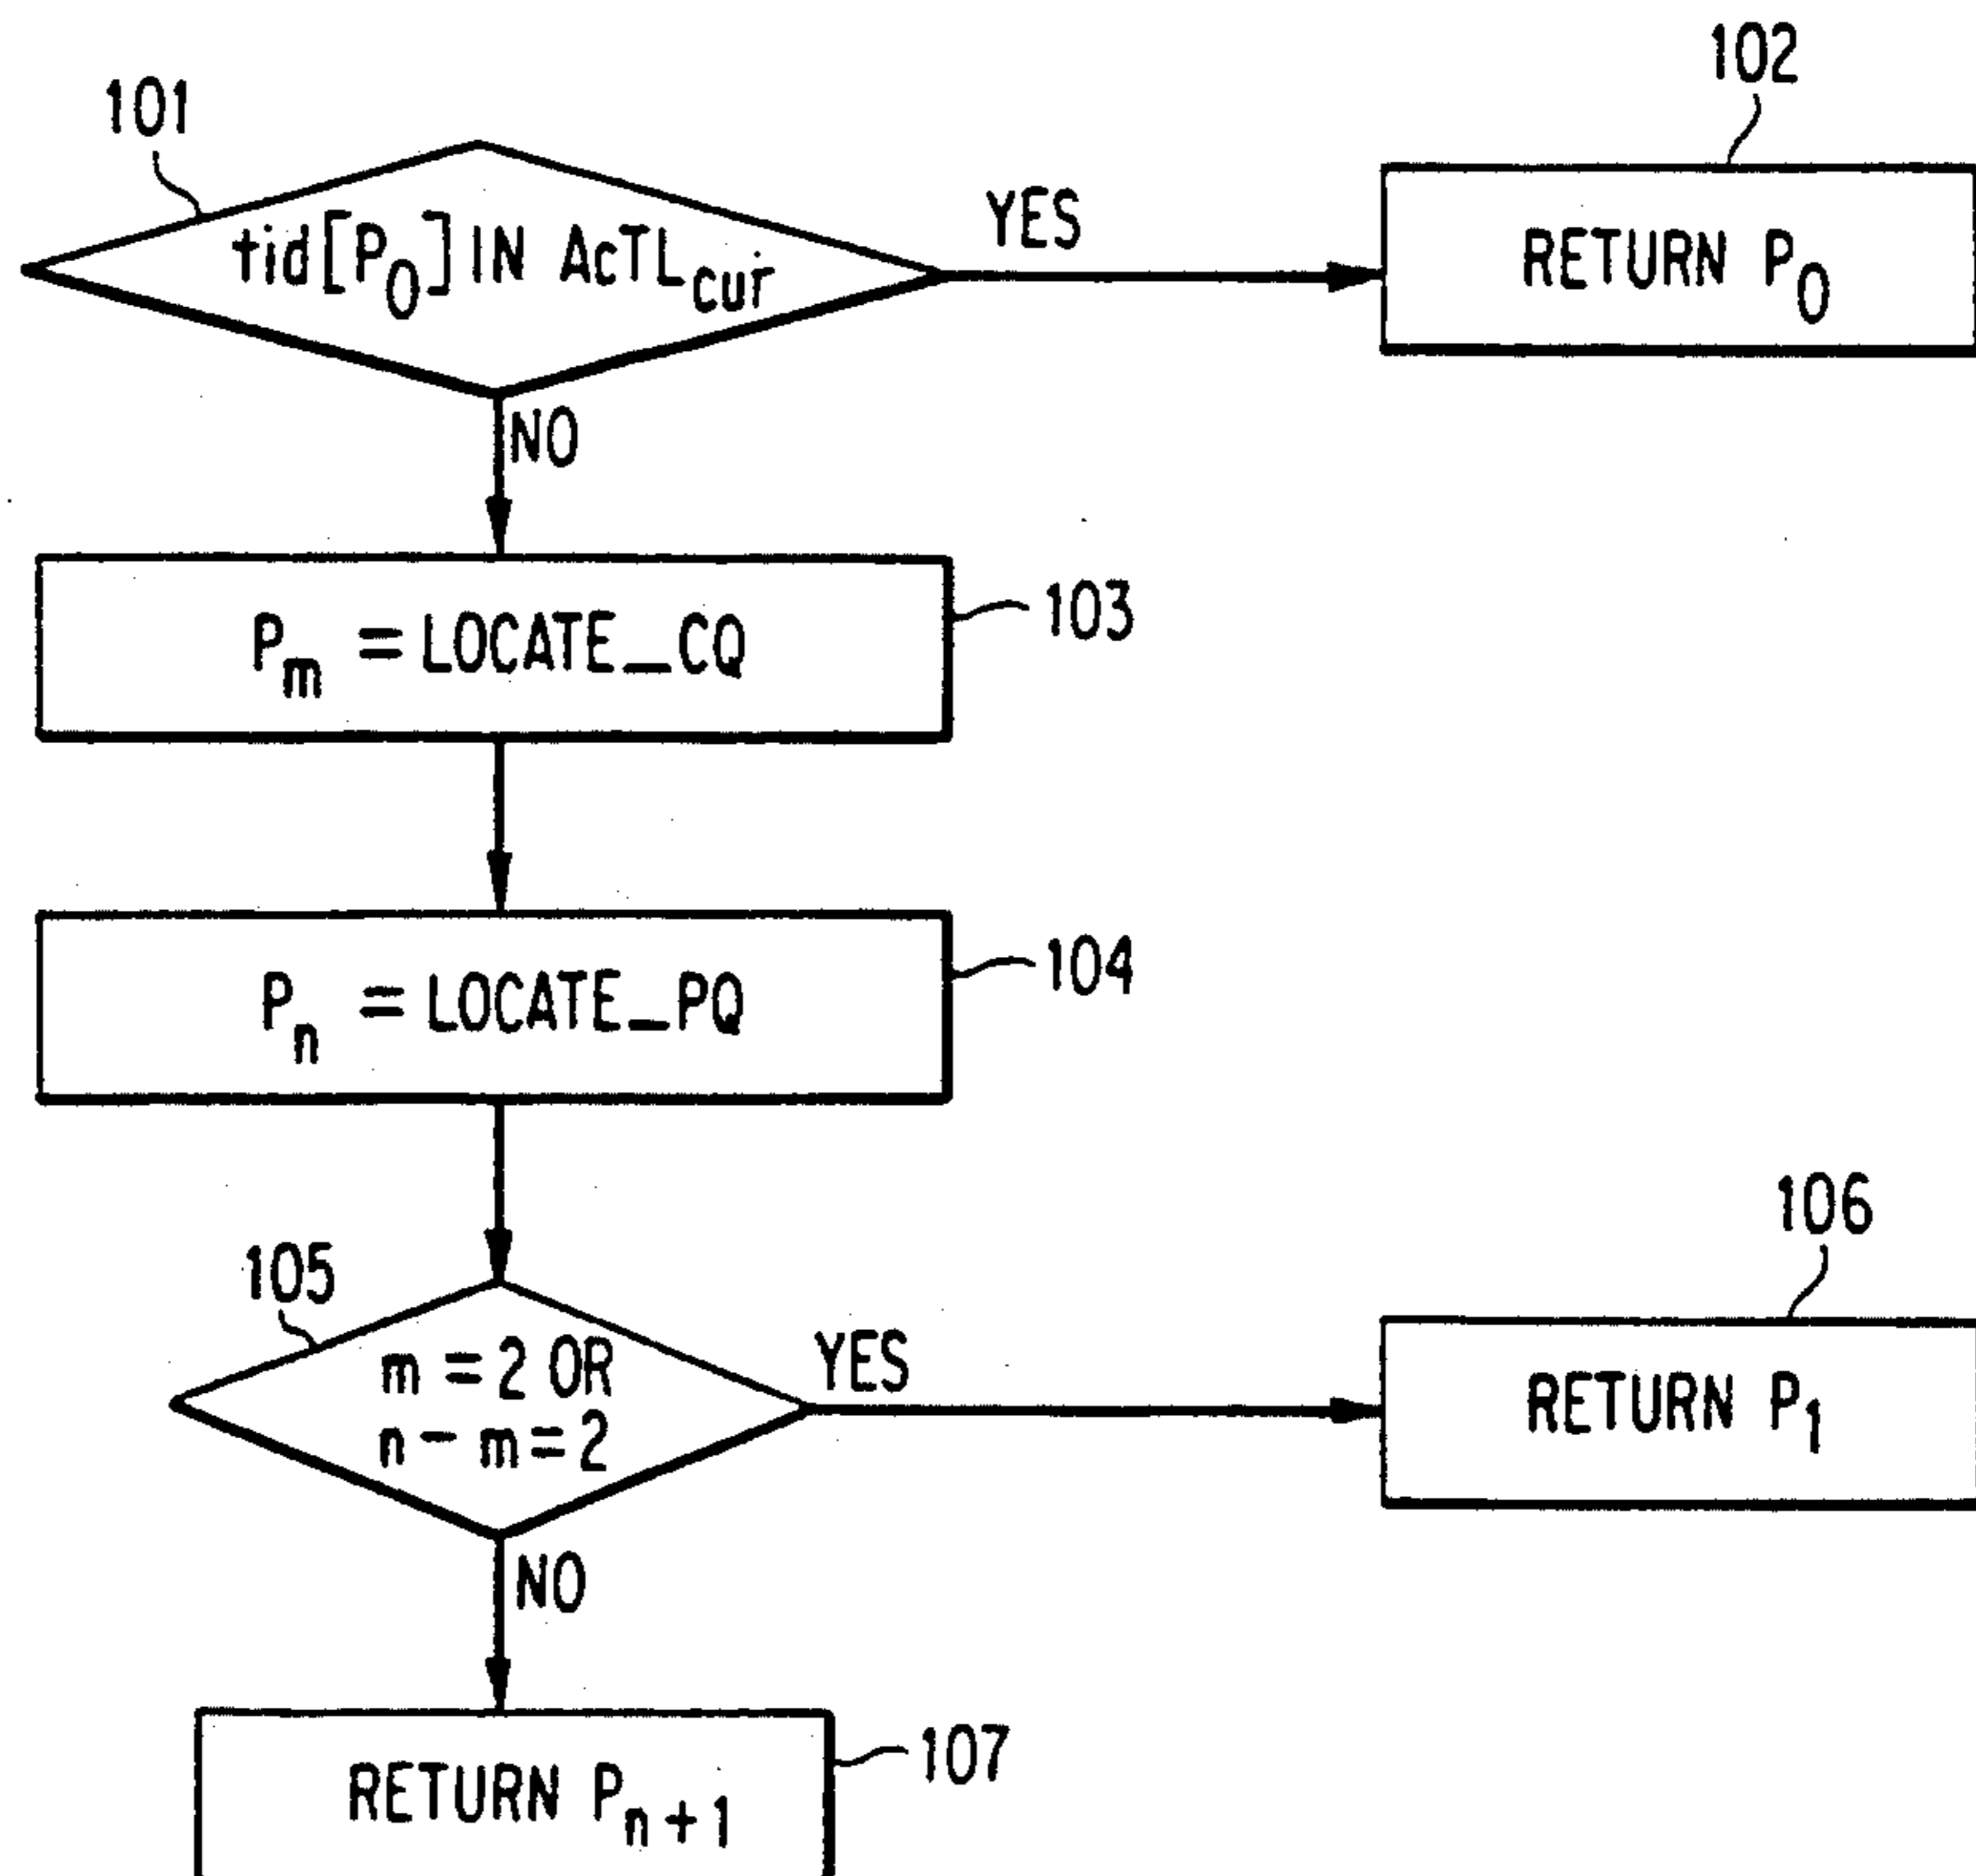 101
tid[P0] IN AcTLcur
YES
102
RETURN P0
NO
Pm = LOCATE_CQ
103
Pn = LOCATE_PQ
104
105
m = 2 OR
n - m = 2
YES
106
RETURN P1
NO
RETURN Pn+1
107